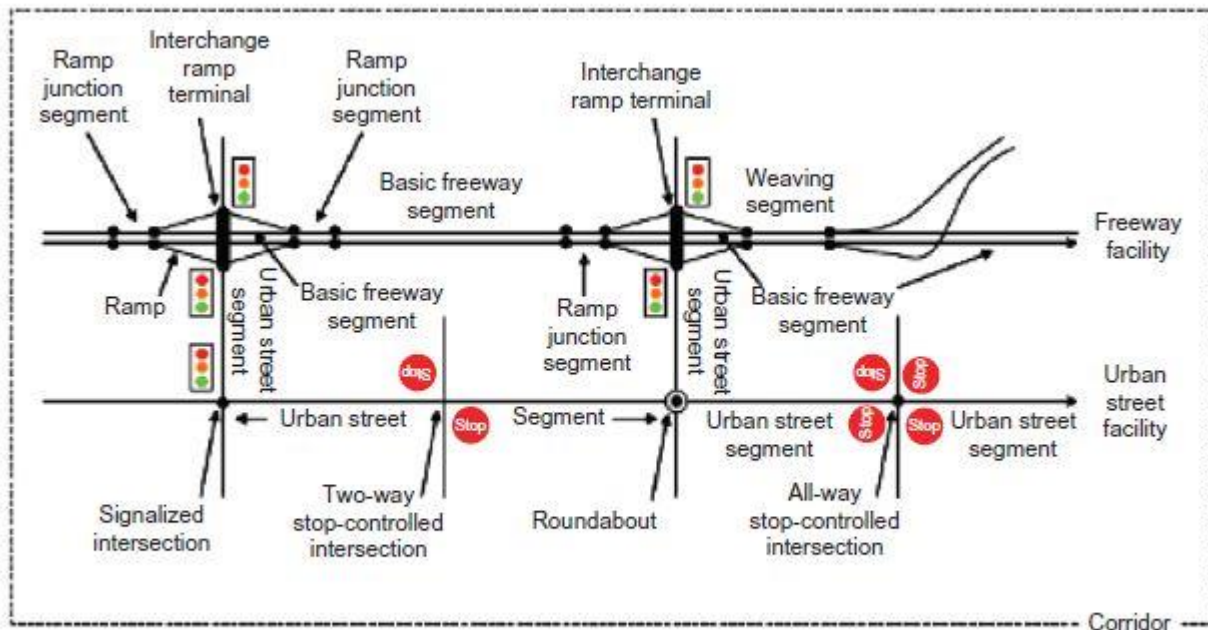 Ramp
junction
segment
Interchange
ramp
terminal
Ramp
junction
segment
Interchange
ramp terminal
Basic freeway
segment
Weaving
segment
Freeway
facility
Ramp
Urban street
segment
Basic freeway
segment
Ramp
junction
segment
Urban street
segment
Basic freeway
segment
Stop
Stop
Stop
Urban
street
facility
Urban street
Stop
Segment
Urban street
segment
Stop
Stop
Urban street
segment
Signalized
intersection
Two-way
stop-controlled
intersection
Roundabout
All-way
stop-controlled
intersection
Corridor